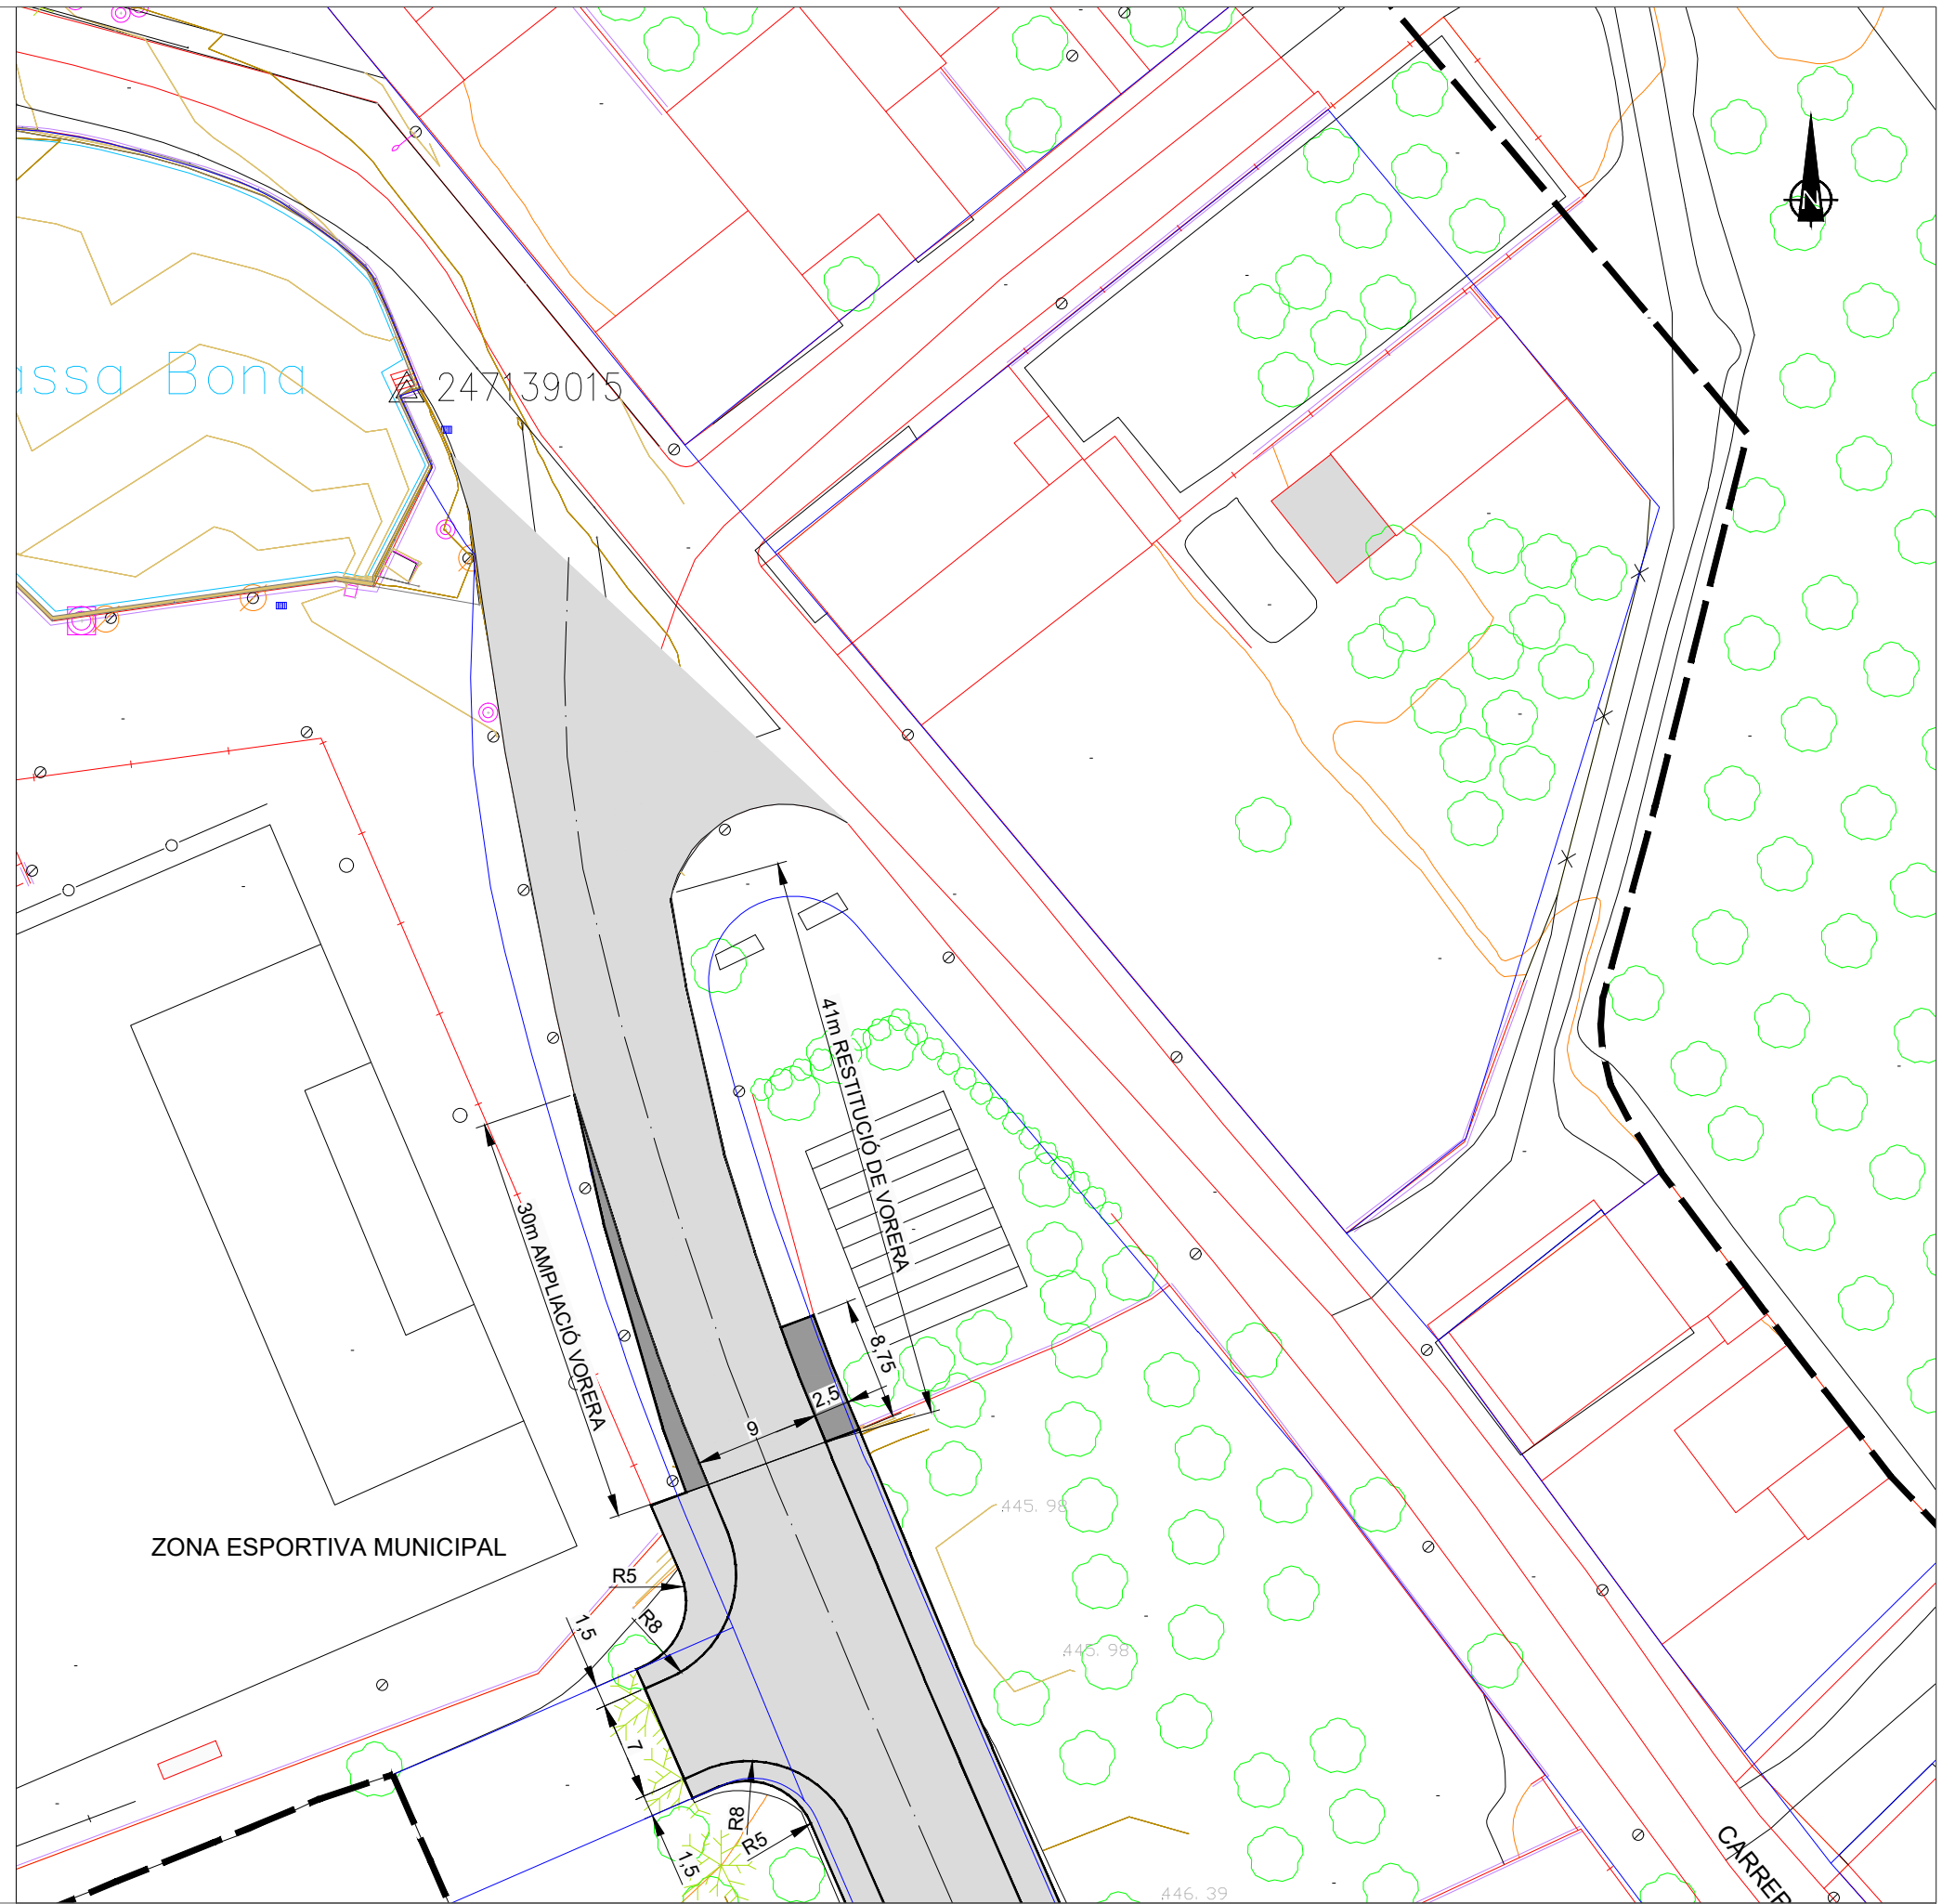 N
assa Bona
247139015
41m RESTITUCIÓ DE VORERA
30m AMPLIACIÓ VORERA
8,75
2,5
9
445.98
ZONA ESPORTIVA MUNICIPAL
R5
R8
1,5
445.98
7
R8
R5
1,5
CARRER
446.39